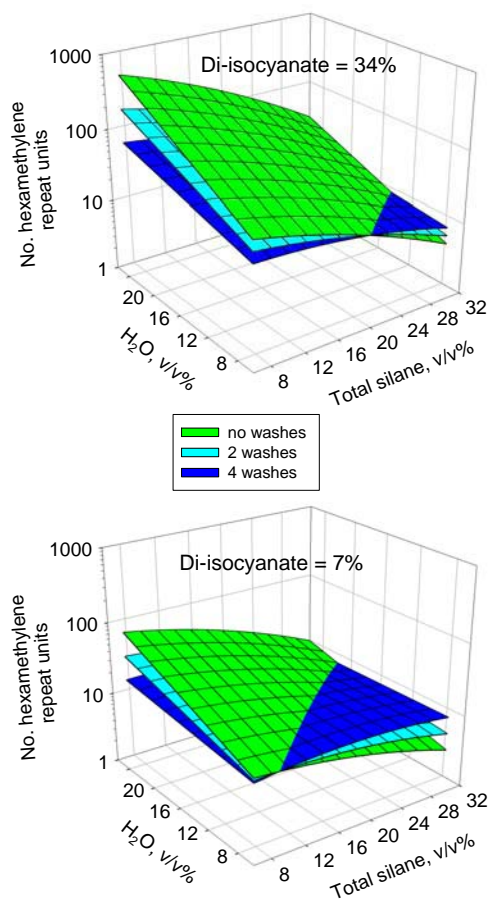 Di-isocyanate = 34%
No. hexamethylene
repeat units
1000
100
10
1
20
16
12
8
H₂O, v/v%
8
12
16
20
24
28
32
Total silane, v/v%
no washes
2 washes
4 washes
Di-isocyanate = 7%
No. hexamethylene
repeat units
1000
100
10
1
20
16
12
8
H₂O, v/v%
8
12
16
20
24
28
32
Total silane, v/v%